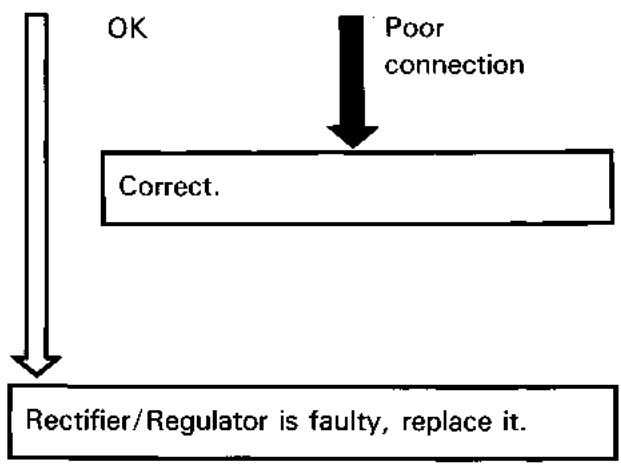 OK
Poor
connection
Correct.
Rectifier/Regulator is faulty, replace it.